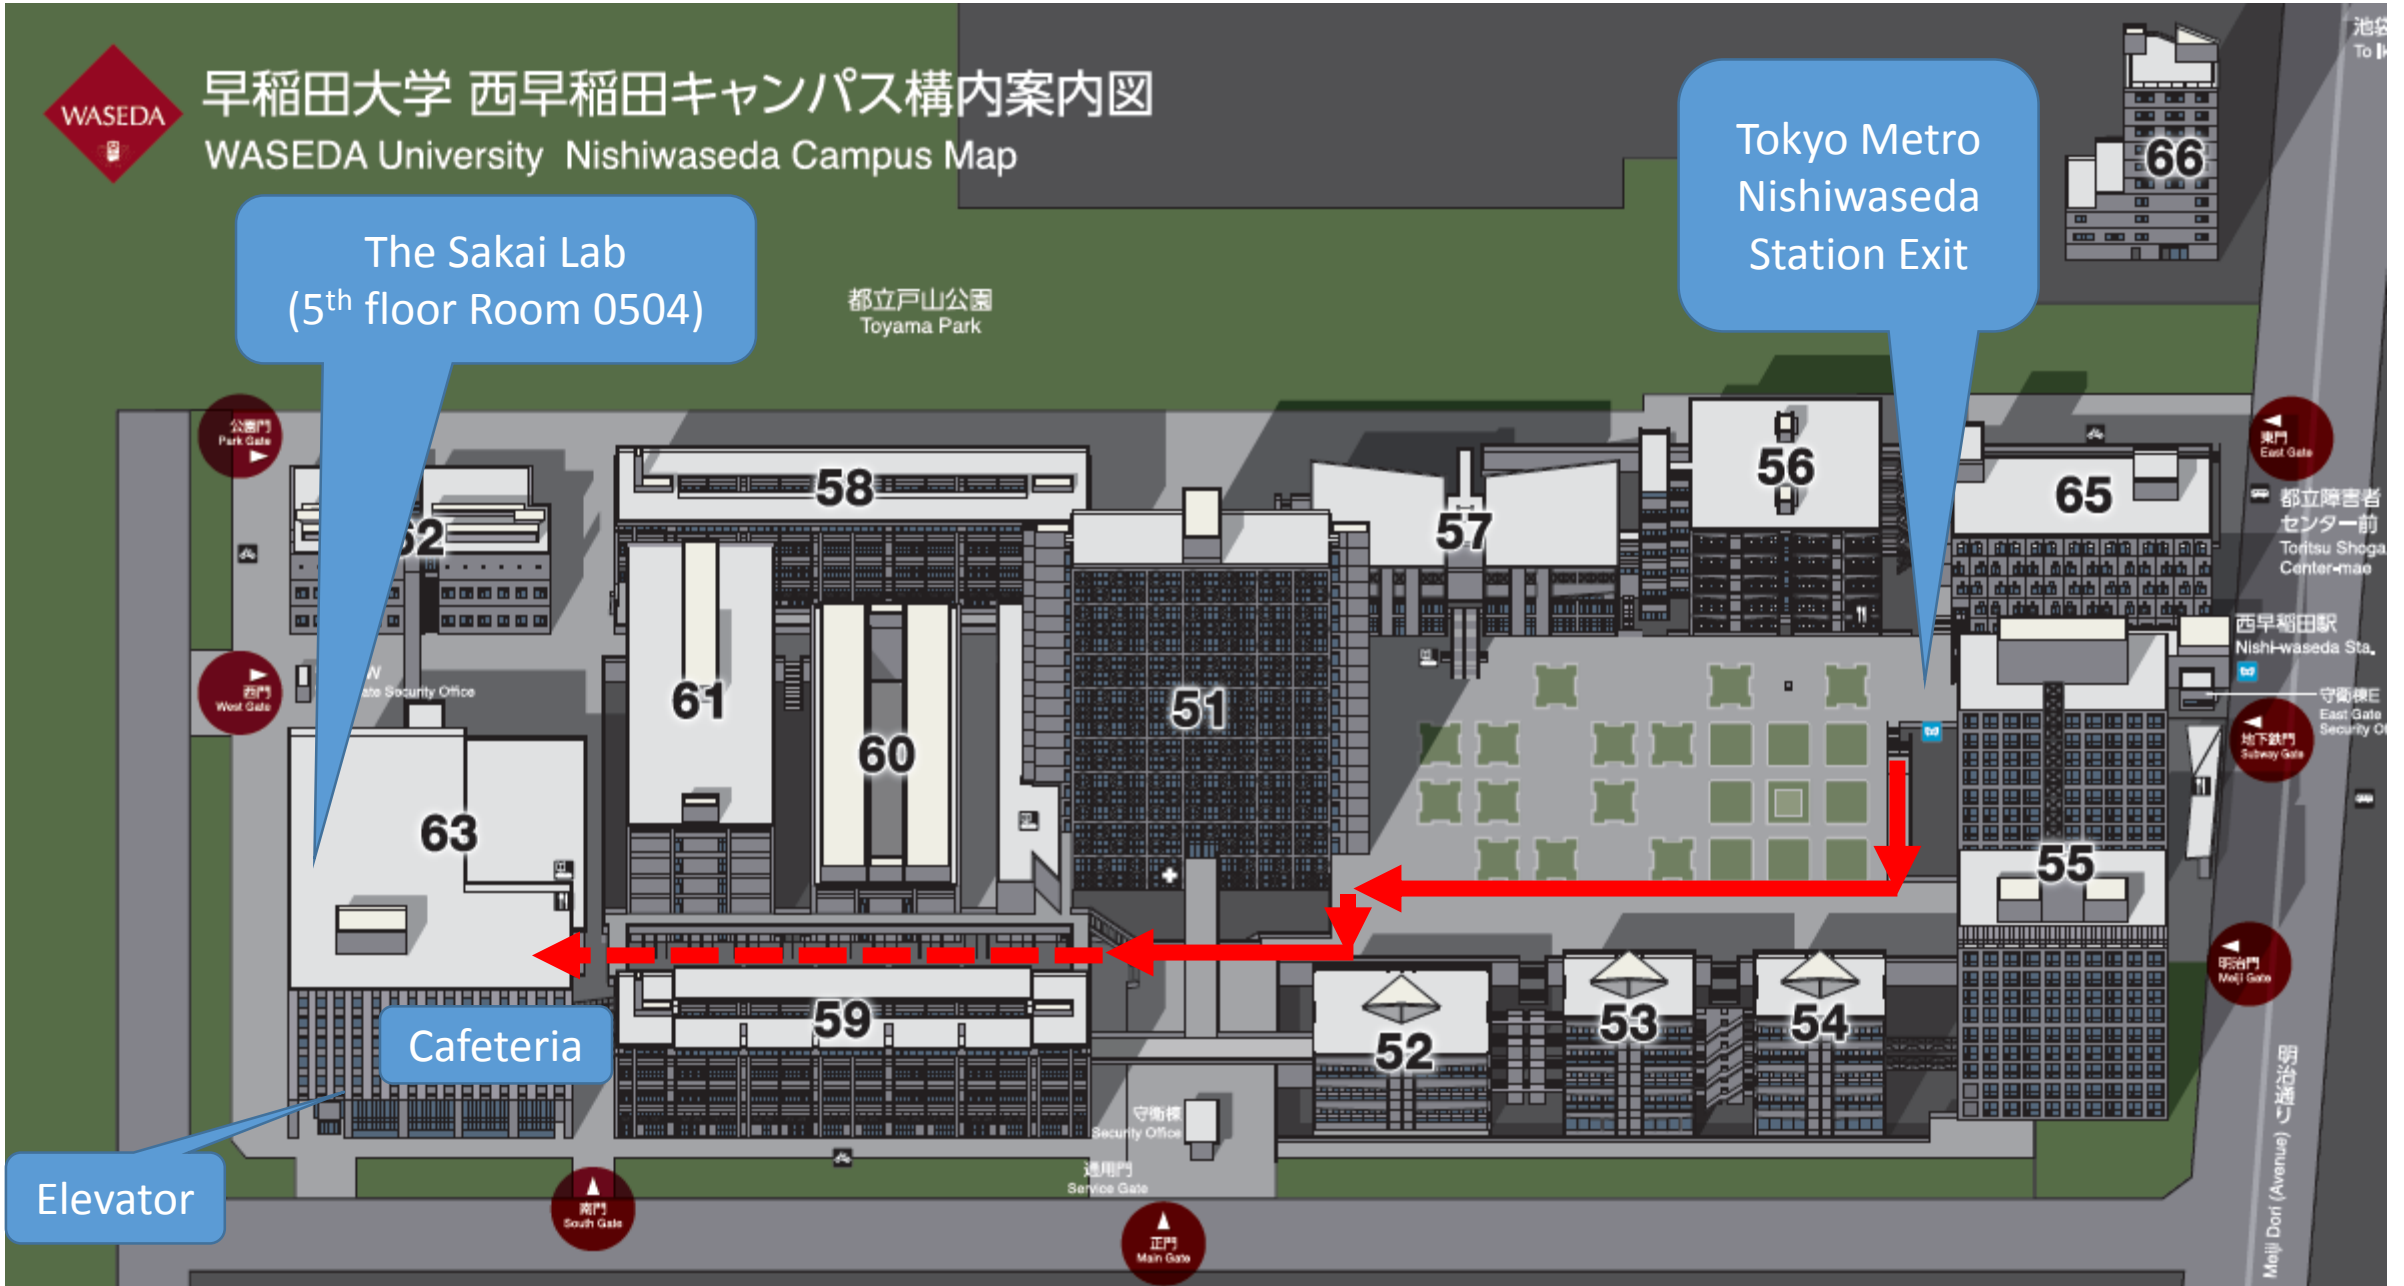 WASEDA
早稲田大学 西早稲田キャンパス構内案内図
WASEDA University Nishiwaseda Campus Map
池袋
To
66
Tokyo Metro
Nishiwaseda
Station Exit
The Sakai Lab
(5th floor Room 0504)
都立戸山公園
Toyama Park
公園門
Park Gate
東門
East Gate
58
56
57
65
62
都立障害者
センター前
Toritsu Shoga
Center-mae
西早稲田駅
Nishi-waseda Sta.
W
ate Security Office
西門
West Gate
61
51
60
守衛棟E
East Gate
Security Of
地下鉄門
Subway Gate
63
55
明治門
Meiji Gate
59
52
53
54
Cafeteria
守衛棟
Security Office
通用門
Service Gate
明治通り
Meiji Dori (Avenue)
Elevator
南門
South Gate
正門
Main Gate